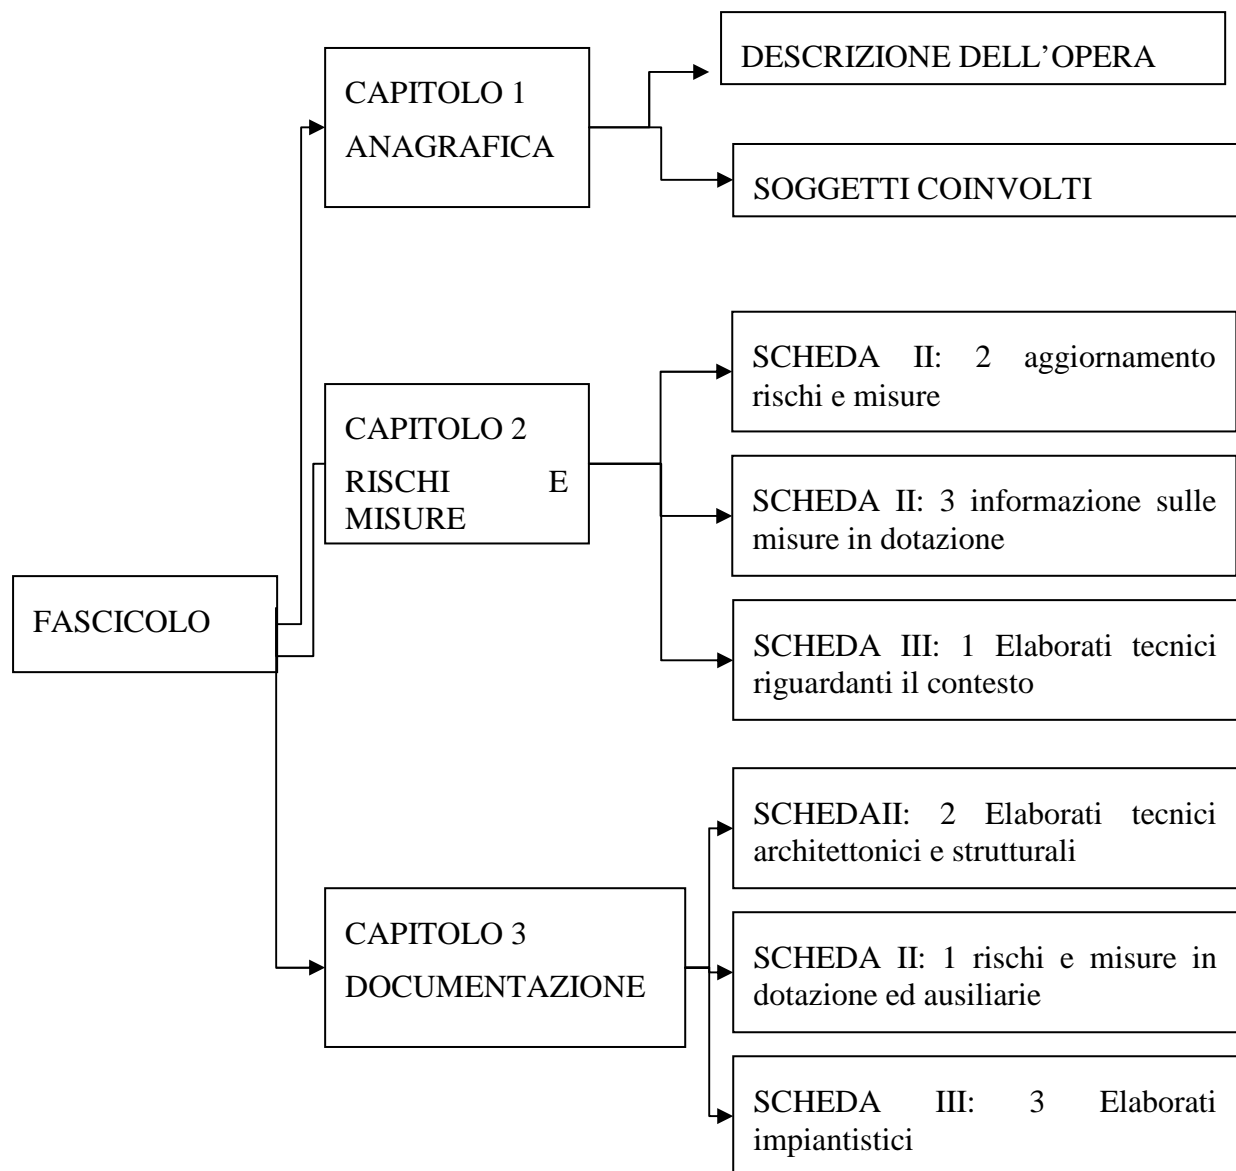 DESCRIZIONE DELL’OPERA
CAPITOLO 1
ANAGRAFICA
SOGGETTI COINVOLTI
SCHEDA II: 2 aggiornamento
rischi e misure
CAPITOLO 2
RISCHI E
MISURE
SCHEDA II: 3 informazione sulle
misure in dotazione
FASCICOLO
SCHEDA III: 1 Elaborati tecnici
riguardanti il contesto
SCHEDAII: 2 Elaborati tecnici
architettonici e strutturali
CAPITOLO 3
DOCUMENTAZIONE
SCHEDA II: 1 rischi e misure in
dotazione ed ausiliarie
SCHEDA III: 3 Elaborati
impiantistici